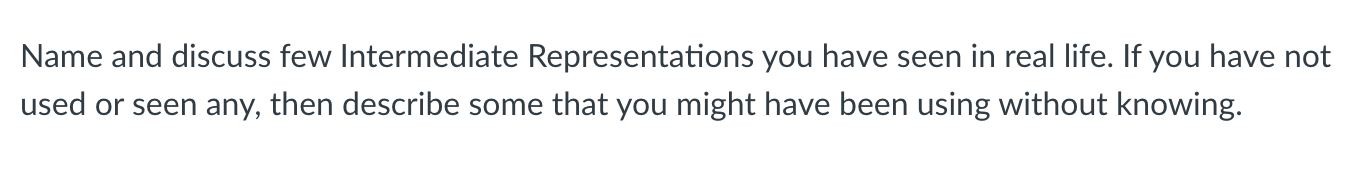 Name and discuss few Intermediate Representations you have seen in real life. If you have not
used or seen any, then describe some that you might have been using without knowing.